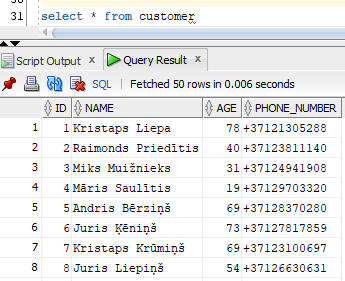 31 select * from customer
Script Output x Query Result x
SQL | Fetched 50 rows in 0.006 seconds
ID NAME AGE PHONE_NUMBER
1 1 Kristaps Liepa 78 +37121305288
2 2 Raimonds Priedītis 40 +37123811140
3 3 Miks Muižnieks 31 +37124941908
4 4 Māris Saulītis 19 +37129703320
5 5 Andris Bērziņš 69 +37128370280
6 6 Juris Ķēniņš 73 +37127817859
7 7 Kristaps Krūmiņš 69 +37123100697
8 8 Juris Liepiņš 54 +37126630631